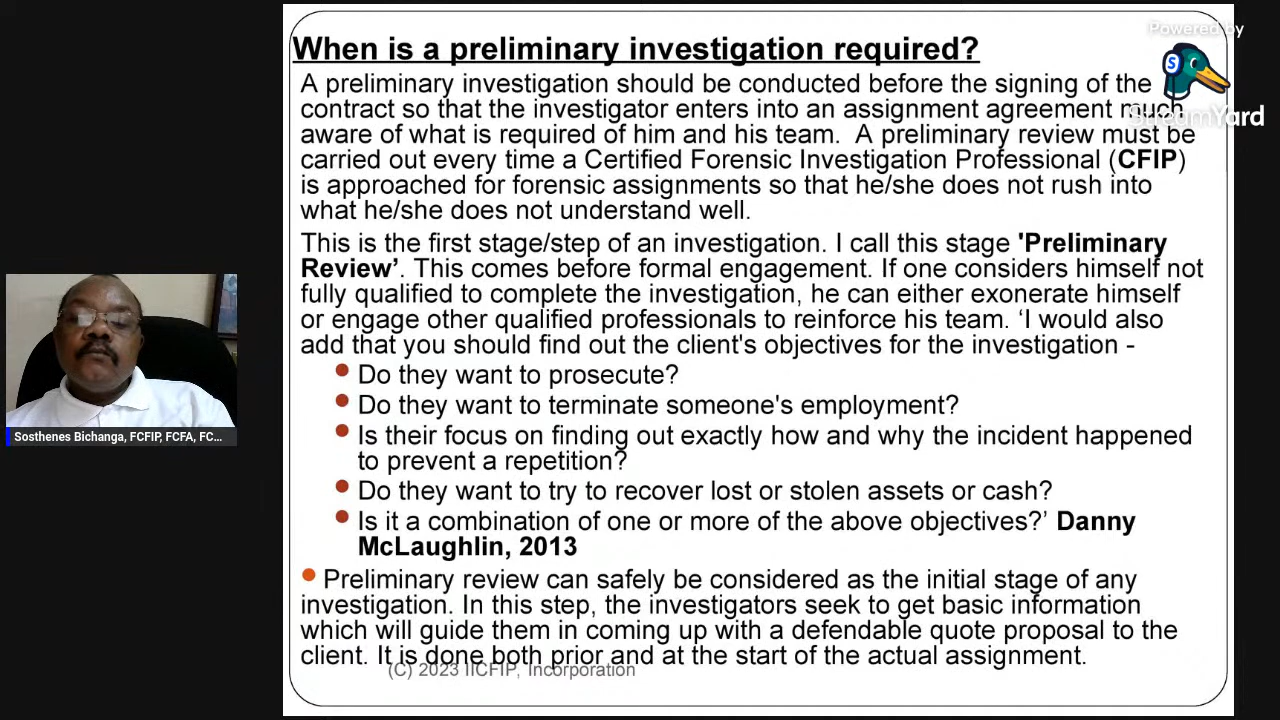 When is a preliminary investigation required?
A preliminary investigation should be conducted before the signing of the
contract so that the investigator enters into an assignment agreement much
aware of what is required of him and his team.  A preliminary review must be
carried out every time a Certified Forensic Investigation Professional (CFIP)
is approached for forensic assignments so that he/she does not rush into
what he/she does not understand well.
This is the first stage/step of an investigation. I call this stage 'Preliminary
Review’. This comes before formal engagement. If one considers himself not
fully qualified to complete the investigation, he can either exonerate himself
or engage other qualified professionals to reinforce his team. ‘I would also
add that you should find out the client's objectives for the investigation -
• Do they want to prosecute?
• Do they want to terminate someone's employment?
• Is their focus on finding out exactly how and why the incident happened
to prevent a repetition?
• Do they want to try to recover lost or stolen assets or cash?
• Is it a combination of one or more of the above objectives?’ Danny
McLaughlin, 2013
• Preliminary review can safely be considered as the initial stage of any
investigation. In this step, the investigators seek to get basic information
which will guide them in coming up with a defendable quote proposal to the
client. It is done both prior and at the start of the actual assignment.
(C) 2023 IICFIP, Incorporation
Powered by
S
StreamYard
Sosthenes Bichanga, FCFIP, FCFA, FC...